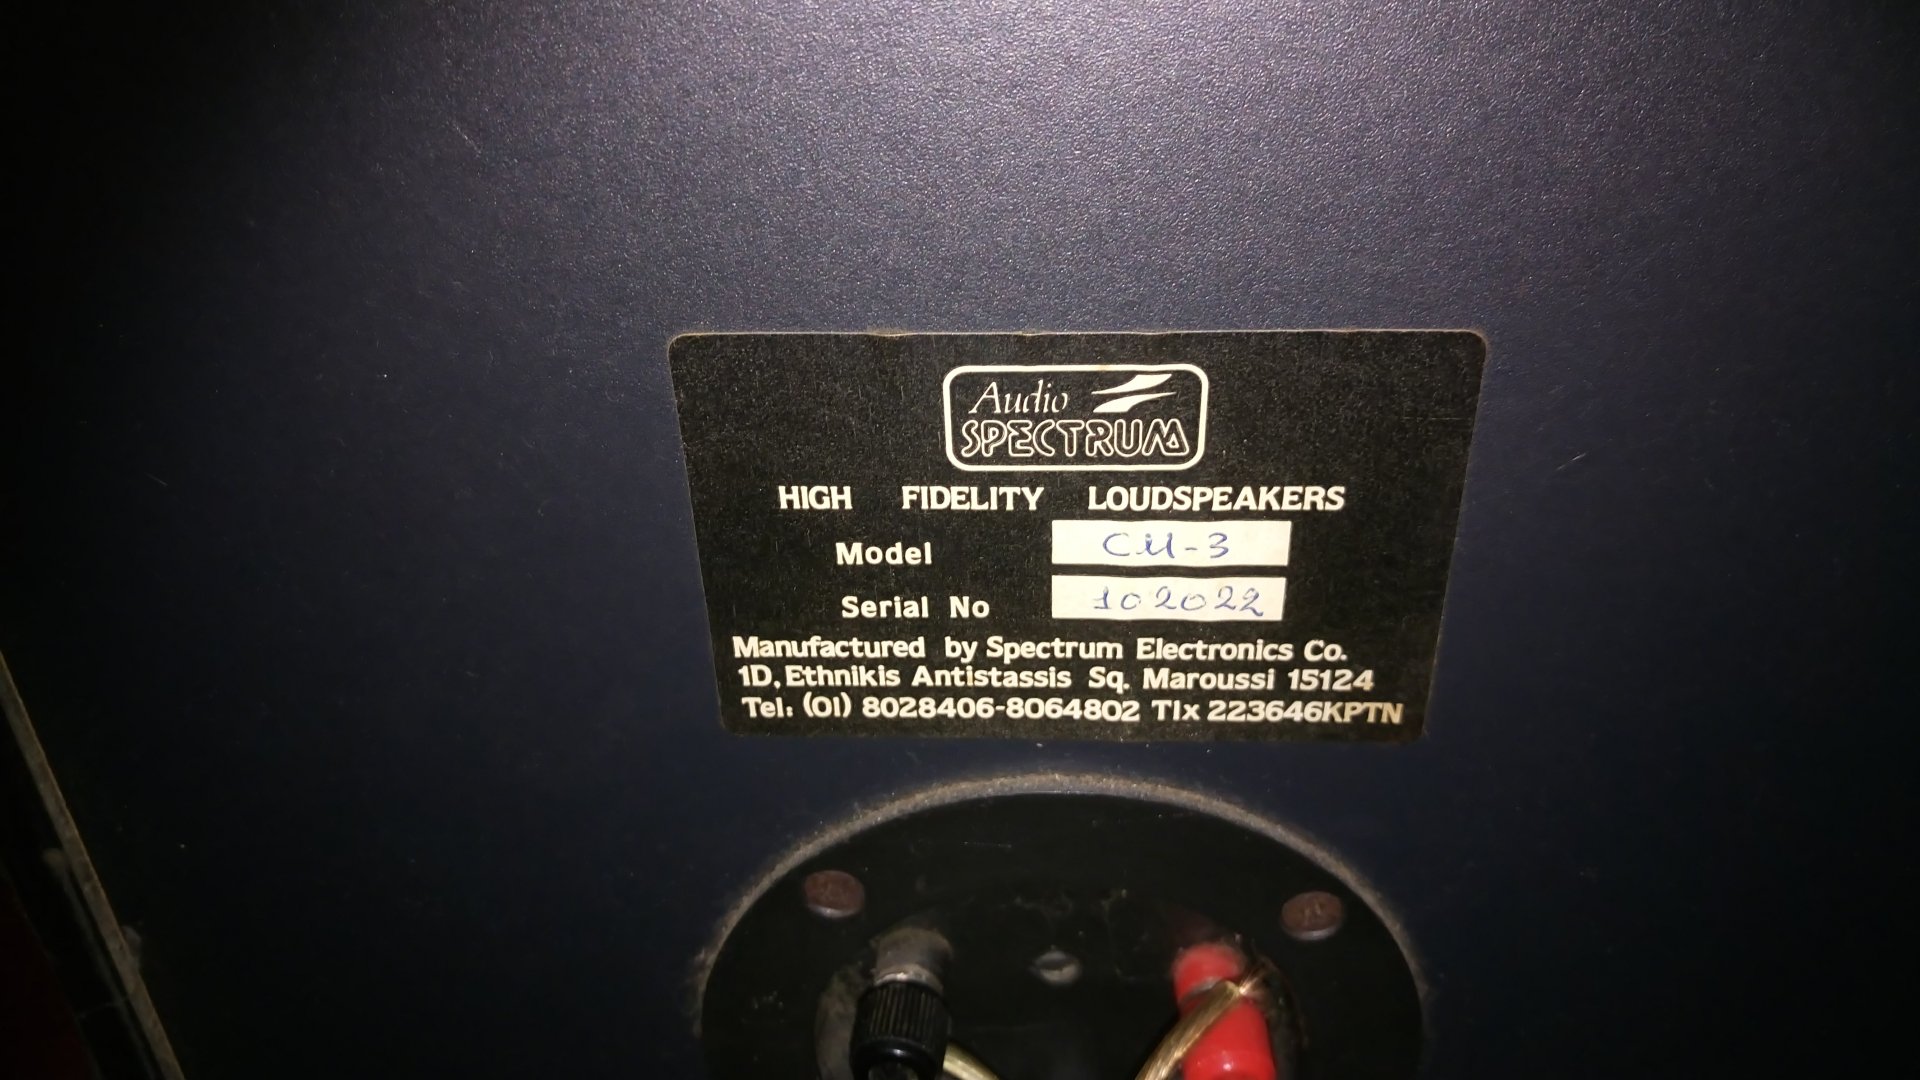 Audio
SPECTRUM
HIGH FIDELITY LOUDSPEAKERS
Model CM-3
Serial No 102022
Manufactured by Spectrum Electronics Co.
1D, Ethnikis Antistassis Sq. Maroussi 15124
Tel: (01) 8028406-8064802 Tlx 223646KPTN